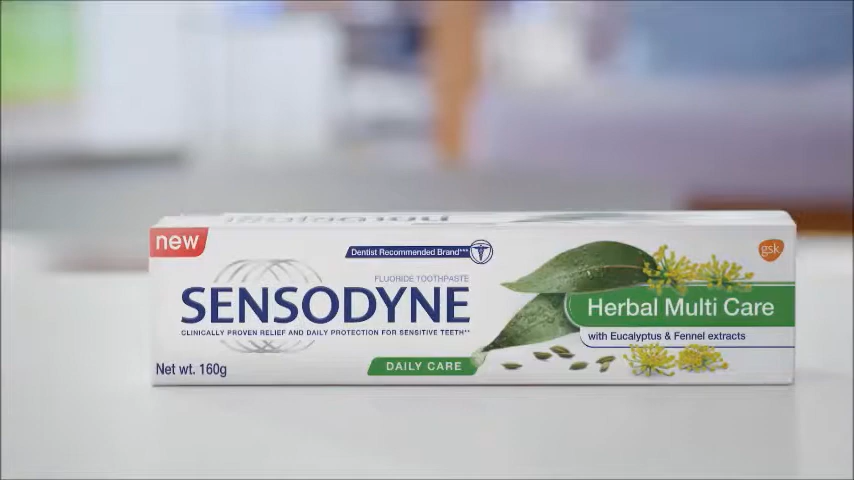 new
Dentist Recommended Brand***
gsk
FLUORIDE TOOTHPASTE
SENSODYNE
Herbal Multi Care
CLINICALLY PROVEN RELIEF AND DAILY PROTECTION FOR SENSITIVE TEETH**
with Eucalyptus & Fennel extracts
Net wt. 160g
DAILY CARE